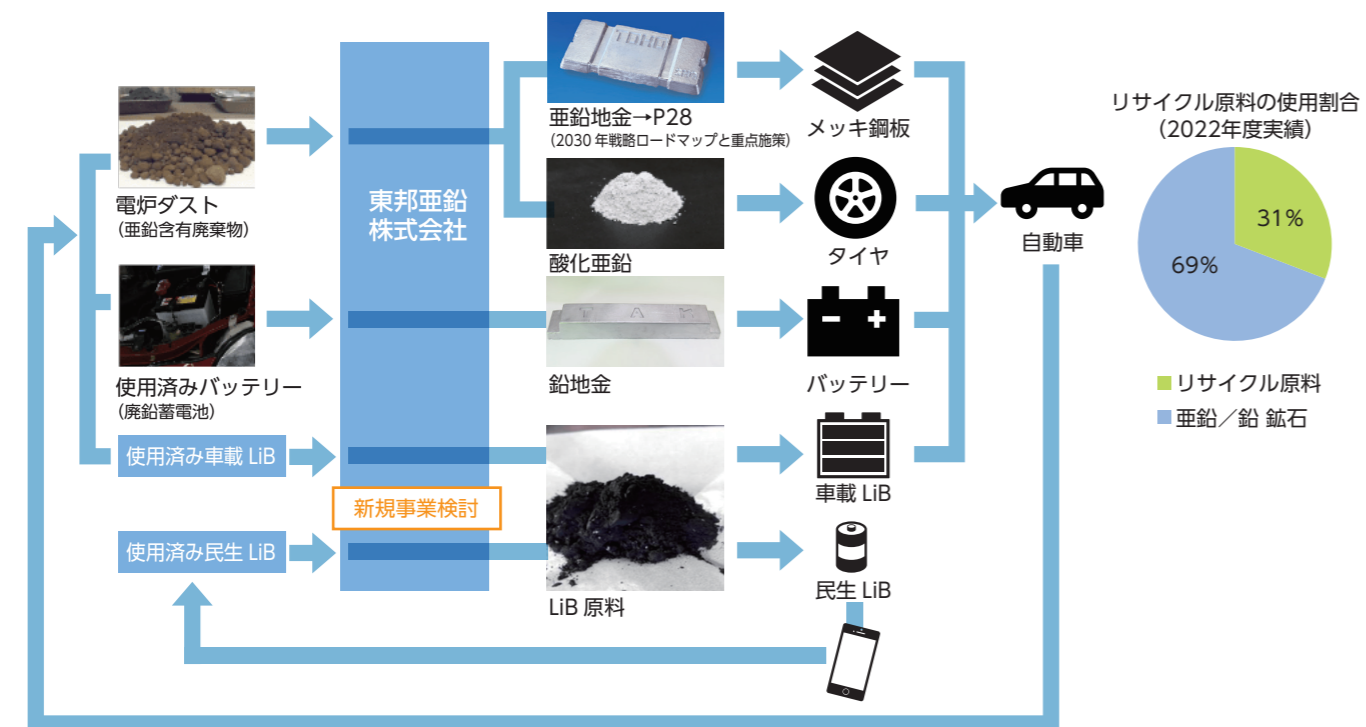 電炉ダスト
(亜鉛含有廃棄物)
使用済みバッテリー
(廃鉛蓄電池)
使用済み車載 LiB
使用済み民生 LiB
東邦亜鉛
株式会社
新規事業検討
亜鉛地金→P28
(2030 年戦略ロードマップと重点施策)
酸化亜鉛
鉛地金
LiB 原料
メッキ鋼板
タイヤ
バッテリー
車載 LiB
民生 LiB
自動車
リサイクル原料の使用割合
(2022年度実績)
31%
69%
リサイクル原料
亜鉛/鉛 鉱石